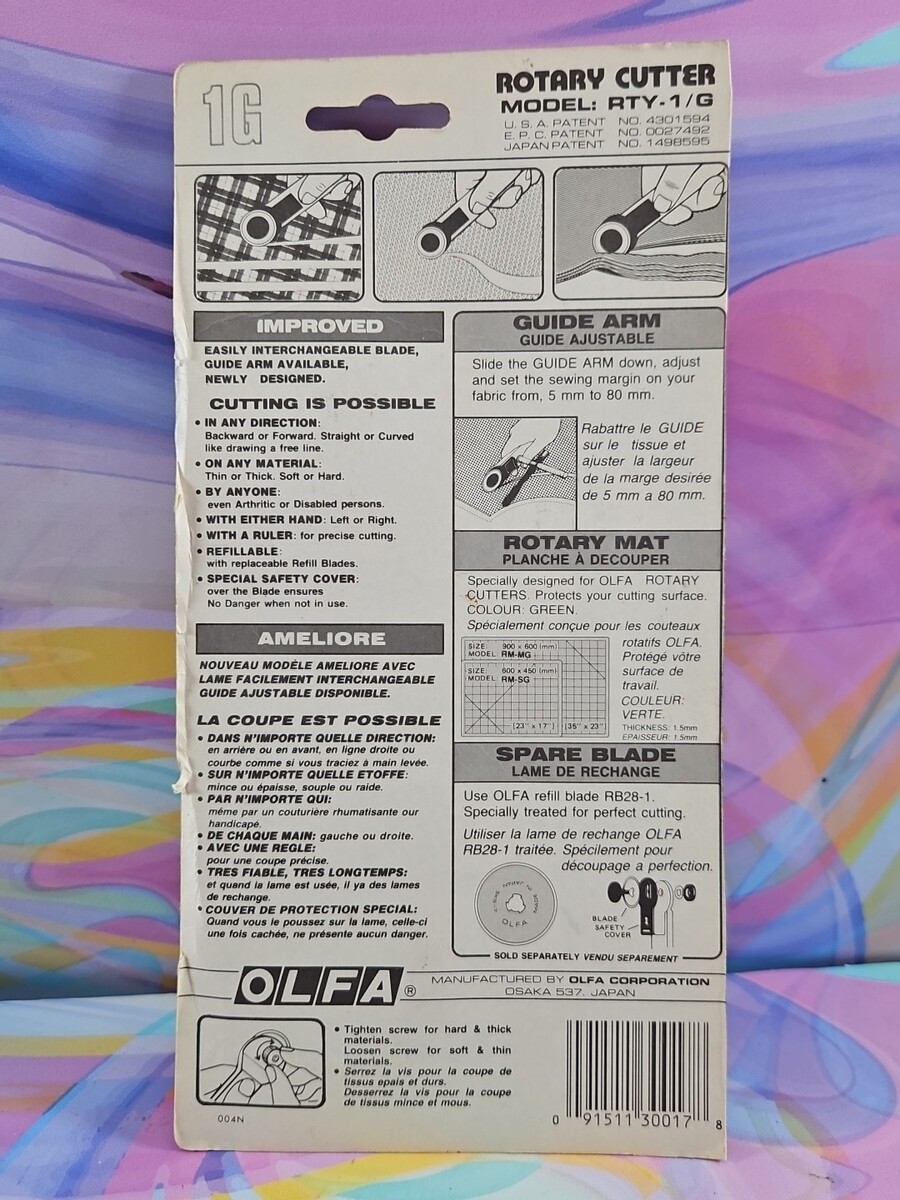 1G
ROTARY CUTTER
MODEL: RTY-1/G
U. S. A. PATENT NO. 4301594
E. P. C. PATENT NO. 0027492
JAPAN PATENT NO. 1498595
IMPROVED
EASILY INTERCHANGEABLE BLADE,
GUIDE ARM AVAILABLE,
NEWLY DESIGNED.
CUTTING IS POSSIBLE
• IN ANY DIRECTION:
Backward or Forward. Straight or Curved
like drawing a free line.
• ON ANY MATERIAL:
Thin or Thick. Soft or Hard.
• BY ANYONE:
even Arthritic or Disabled persons.
• WITH EITHER HAND: Left or Right.
• WITH A RULER: for precise cutting.
• REFILLABLE:
with replaceable Refill Blades.
• SPECIAL SAFETY COVER:
over the Blade ensures
No Danger when not in use.
AMELIORE
NOUVEAU MODÈLE AMELIORE AVEC
LAME FACILEMENT INTERCHANGEABLE
GUIDE AJUSTABLE DISPONIBLE.
LA COUPE EST POSSIBLE
• DANS N'IMPORTE QUELLE DIRECTION:
en arrière ou en avant, en ligne droite ou
courbe comme si vous traciez à main levée.
• SUR N'IMPORTE QUELLE ETOFFE:
mince ou épaisse, souple ou raide.
• PAR N'IMPORTE QUI:
méme par un couturière rhumatisante our
handicapé.
• DE CHAQUE MAIN: gauche ou droite.
• AVEC UNE REGLE:
pour une coupe précise.
• TRES FIABLE, TRES LONGTEMPS:
et quand la lame est usée, il ya des lames
de rechange.
• COUVER DE PROTECTION SPECIAL:
Quand vous le poussez sur la lame, celle-ci
une fois cachée, ne présente aucun danger.
GUIDE ARM
GUIDE AJUSTABLE
Slide the GUIDE ARM down, adjust
and set the sewing margin on your
fabric from, 5 mm to 80 mm.
Rabattre le GUIDE
sur le tissue et
ajuster la largeur
de la marge desirée
de 5 mm a 80 mm.
ROTARY MAT
PLANCHE À DECOUPER
Specially designed for OLFA ROTARY
CUTTERS. Protects your cutting surface.
COLOUR: GREEN.
Spécialement conçue pour les couteaux
rotatifs OLFA.
Protégé vôtre
surface de
travail.
COULEUR:
VERTE.
THICKNESS: 1.5mm
EPAISSEUR: 1.5mm
SIZE: 900 x 600 (mm)
MODEL: RM-MG
SIZE: 600 x 450 (mm)
MODEL: RM-SG
(23" x 17")
(35" x 23")
SPARE BLADE
LAME DE RECHANGE
Use OLFA refill blade RB28-1.
Specially treated for perfect cutting.
Utiliser la lame de rechange OLFA
RB28-1 traitée. Spécilement pour
découpage a perfection.
OLFA
BLADE
SAFETY
COVER
SOLD SEPARATELY VENDU SEPAREMENT
OLFA®
MANUFACTURED BY OLFA CORPORATION
OSAKA 537. JAPAN
• Tighten screw for hard & thick
materials.
Loosen screw for soft & thin
materials.
• Serrez la vis pour la coupe de
tissus epais et durs.
Desserrez la vis pour la coupe
de tissus mince et mous.
004N
0 91511 30017 8